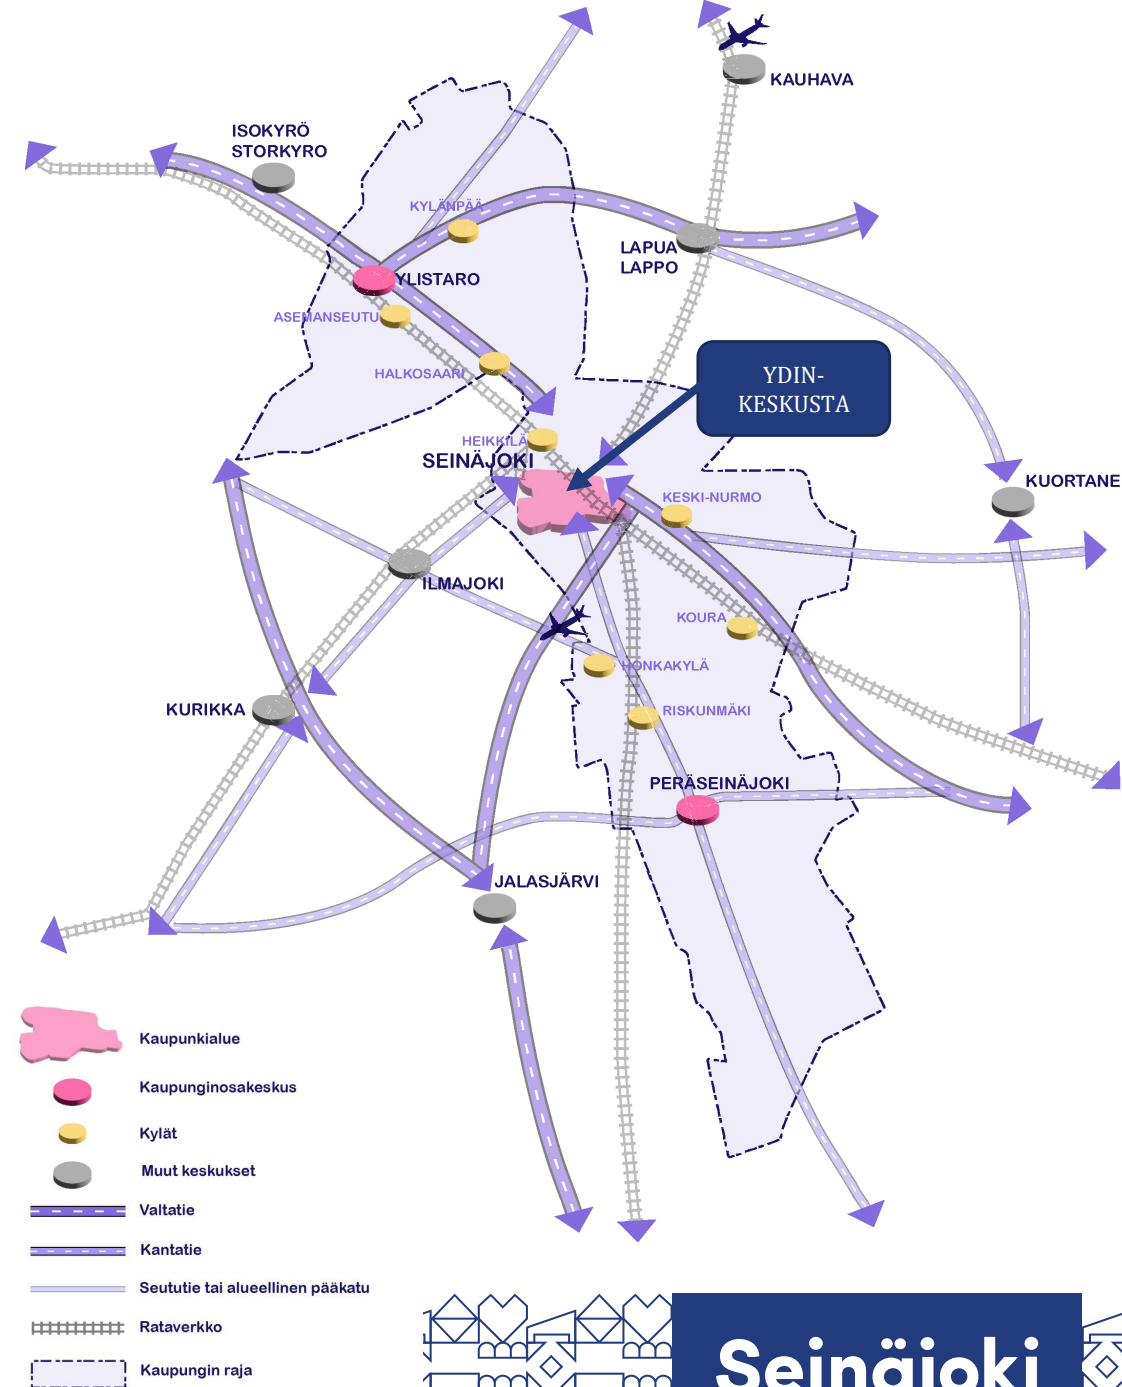 KAUHAVA
ISOKYRÖ
STORKYRO
KYLÄNPÄÄ
LAPUA
LAPPO
YLISTARO
ASEMANSEUTU
HALKOSAARI
YDIN-
KESKUSTA
HEIKKILÄ
SEINÄJOKI
KUORTANE
KESKI-NURMO
ILMAJOKI
KOURA
HONKAKYLÄ
KURIKKA
RISKUNMÄKI
PERÄSEINÄJOKI
JALASJÄRVI
Kaupunkialue
Kaupunginosakeskus
Kylät
Muut keskukset
Valtatie
Kantatie
Seututie tai alueellinen pääkatu
Rataverkko
Kaupungin raja
Seinäjoki